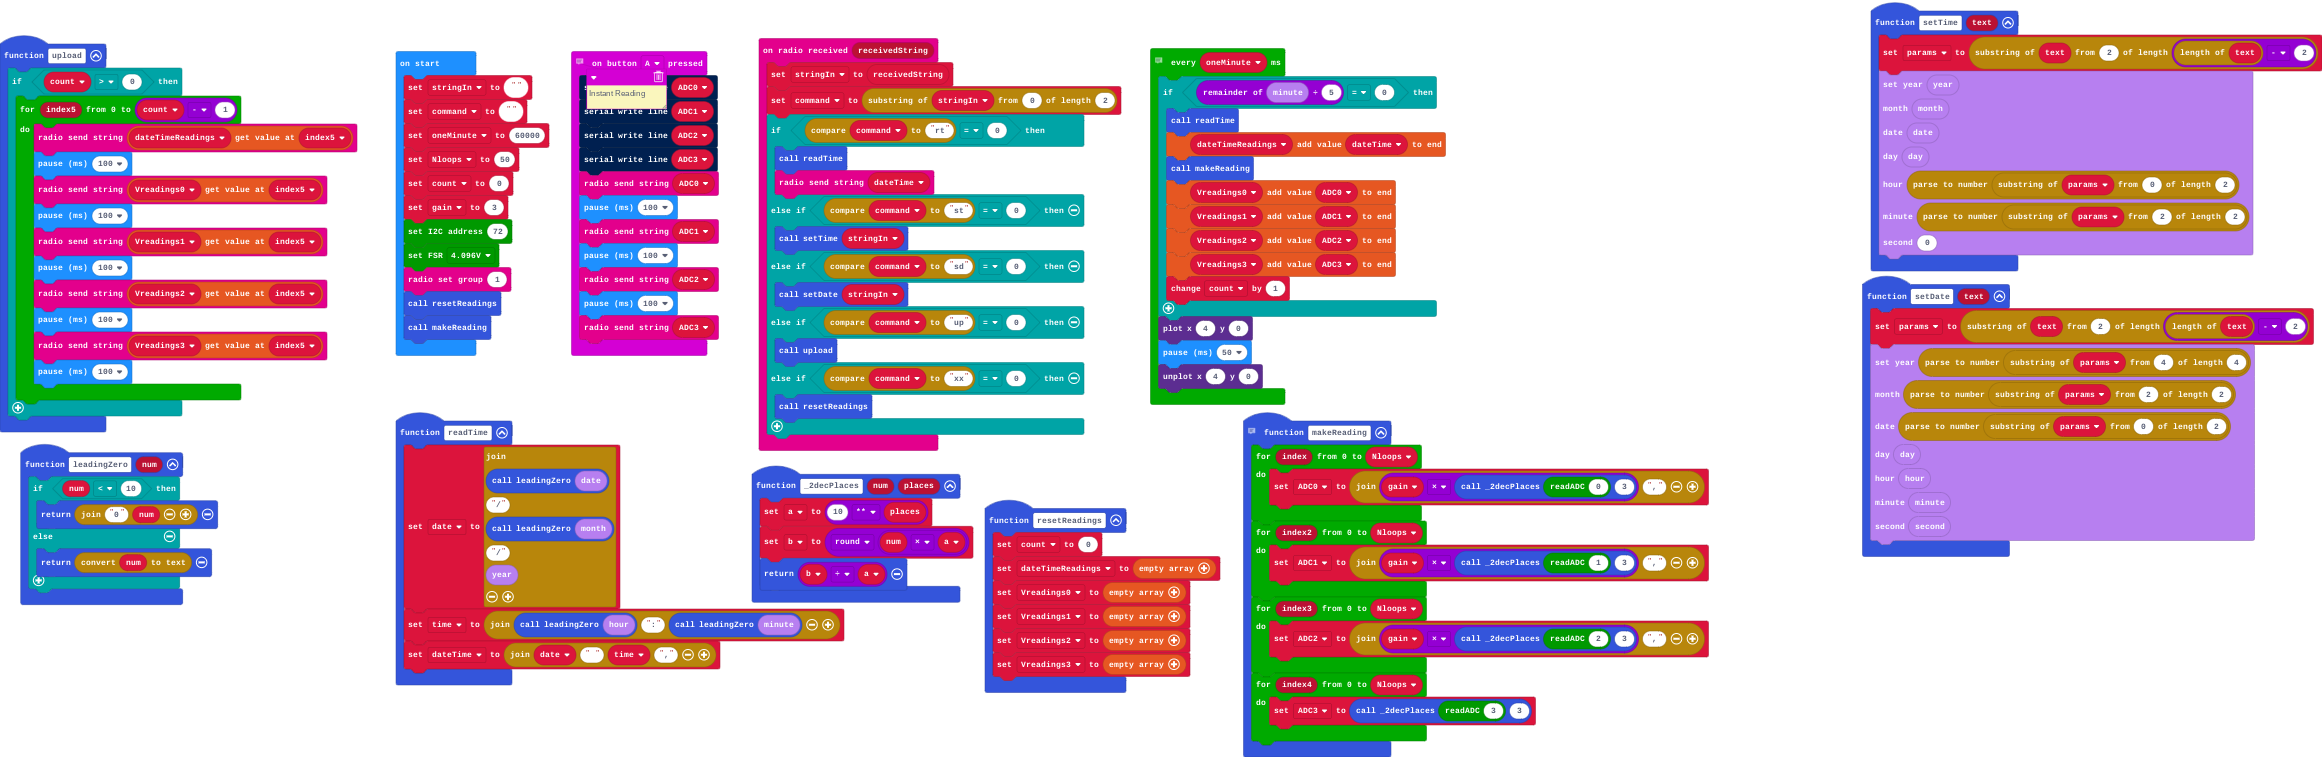 function upload
if count > 0 then
for index5 from 0 to count - 1
do
radio send string dateTimeReadings get value at index5
pause (ms) 100
radio send string Vreadings0 get value at index5
pause (ms) 100
radio send string Vreadings1 get value at index5
pause (ms) 100
radio send string Vreadings2 get value at index5
pause (ms) 100
radio send string Vreadings3 get value at index5
pause (ms) 100
function leadingZero num
if num < 10 then
return join "0" num
else
return convert num to text
on start
set stringIn to ""
set command to ""
set oneMinute to 60000
set Nloops to 50
set count to 0
set gain to 3
set I2C address 72
set FSR 4.096V
radio set group 1
call resetReadings
call makeReading
on button A pressed
Instant Reading
ADC0
serial write line ADC1
serial write line ADC2
serial write line ADC3
radio send string ADC0
pause (ms) 100
radio send string ADC1
pause (ms) 100
radio send string ADC2
pause (ms) 100
radio send string ADC3
function readTime
set date to join
call leadingZero date
"/"
call leadingZero month
"/"
year
set time to join call leadingZero hour ":" call leadingZero minute
set dateTime to join date " " time ","
on radio received receivedString
set stringIn to receivedString
set command to substring of stringIn from 0 of length 2
if compare command to "rt" = 0 then
call readTime
radio send string dateTime
else if compare command to "st" = 0 then
call setTime stringIn
else if compare command to "sd" = 0 then
call setDate stringIn
else if compare command to "up" = 0 then
call upload
else if compare command to "xx" = 0 then
call resetReadings
function _2decPlaces num places
set a to 10 ** places
set b to round num × a
return b ÷ a
function resetReadings
set count to 0
set dateTimeReadings to empty array
set Vreadings0 to empty array
set Vreadings1 to empty array
set Vreadings2 to empty array
set Vreadings3 to empty array
every oneMinute ms
if remainder of minute ÷ 5 = 0 then
call readTime
dateTimeReadings add value dateTime to end
call makeReading
Vreadings0 add value ADC0 to end
Vreadings1 add value ADC1 to end
Vreadings2 add value ADC2 to end
Vreadings3 add value ADC3 to end
change count by 1
plot x 4 y 0
pause (ms) 50
unplot x 4 y 0
function makeReading
for index from 0 to Nloops
do
set ADC0 to join gain × call _2decPlaces readADC 0 3 ","
for index2 from 0 to Nloops
do
set ADC1 to join gain × call _2decPlaces readADC 1 3 ","
for index3 from 0 to Nloops
do
set ADC2 to join gain × call _2decPlaces readADC 2 3 ","
for index4 from 0 to Nloops
do
set ADC3 to call _2decPlaces readADC 3 3
function setTime text
set params to substring of text from 2 of length length of text - 2
set year year
month month
date date
day day
hour parse to number substring of params from 0 of length 2
minute parse to number substring of params from 2 of length 2
second 0
function setDate text
set params to substring of text from 2 of length length of text - 2
set year parse to number substring of params from 4 of length 4
month parse to number substring of params from 2 of length 2
date parse to number substring of params from 0 of length 2
day day
hour hour
minute minute
second second